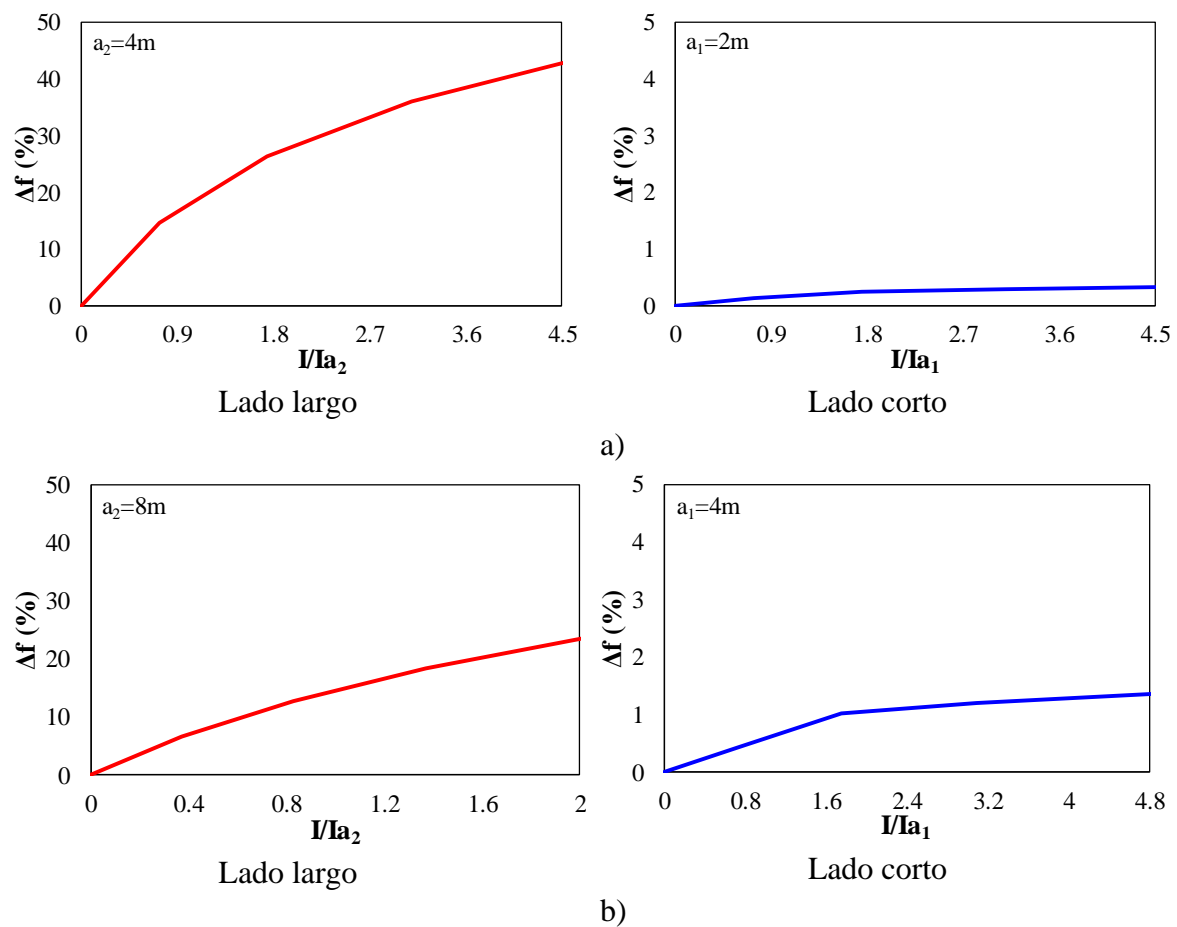 a₂=4m
Δf (%)
50
40
30
20
10
0
0 0.9 1.8 2.7 3.6 4.5
I/Ia₂
Lado largo
a₁=2m
Δf (%)
5
4
3
2
1
0
0 0.9 1.8 2.7 3.6 4.5
I/Ia₁
Lado corto
a)
a₂=8m
Δf (%)
50
40
30
20
10
0
0 0.4 0.8 1.2 1.6 2
I/Ia₂
Lado largo
a₁=4m
Δf (%)
5
4
3
2
1
0
0 0.8 1.6 2.4 3.2 4 4.8
I/Ia₁
Lado corto
b)